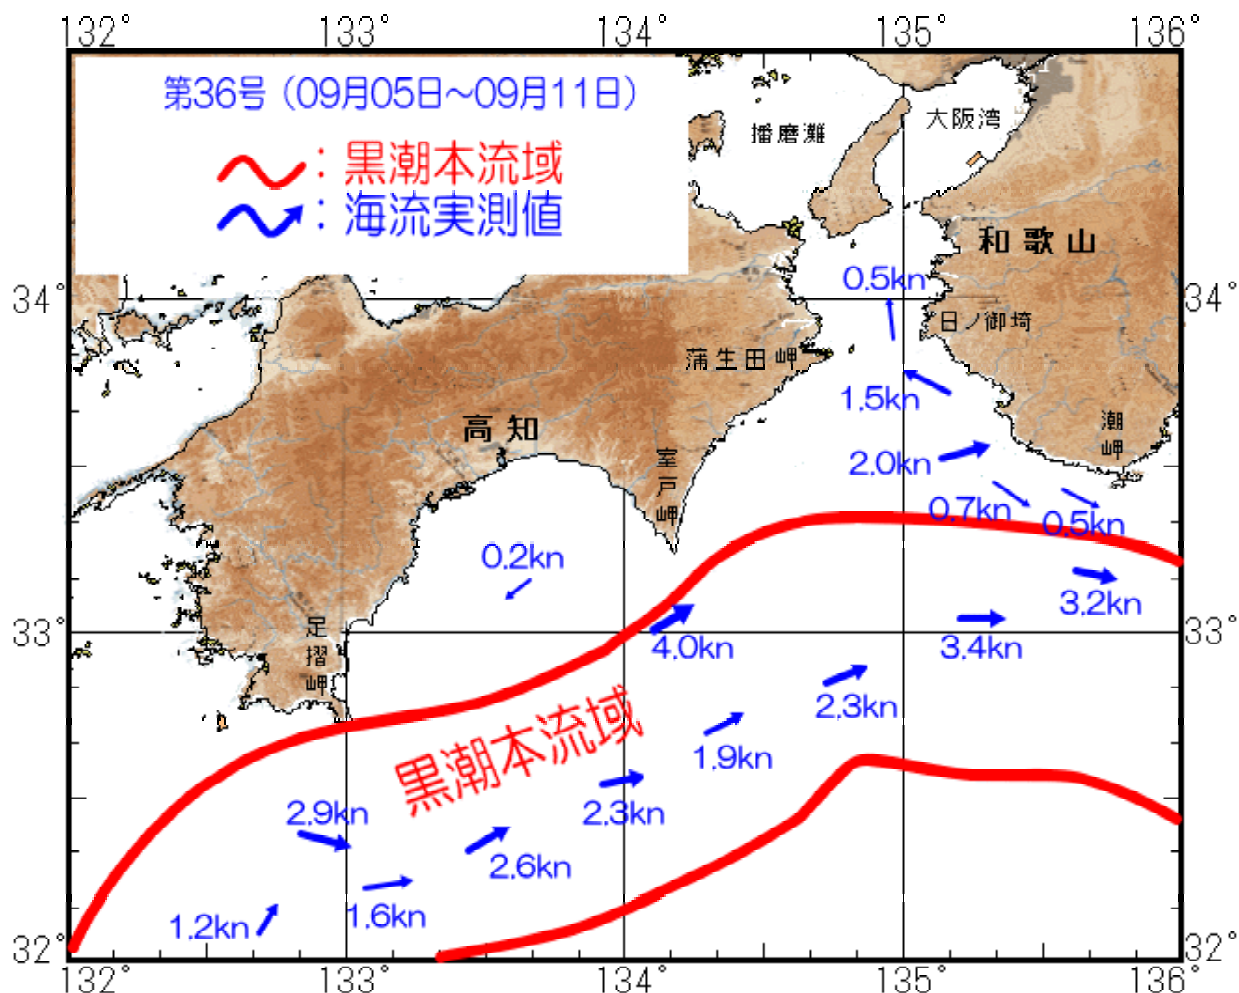 132° 133° 134° 135° 136°
第36号（09月05日～09月11日）
：黒潮本流域
：海流実測値
播磨灘
大阪湾
和歌山
0.5kn
34° 34°
日ノ御埼
蒲生田岬
1.5kn
高知
潮岬
室戸岬
2.0kn
0.7kn
0.5kn
0.2kn
3.2kn
33° 33°
足摺岬
4.0kn
3.4kn
2.3kn
黒潮本流域
1.9kn
2.9kn
2.3kn
2.6kn
1.6kn
1.2kn
32° 32°
132° 133° 134° 135° 136°